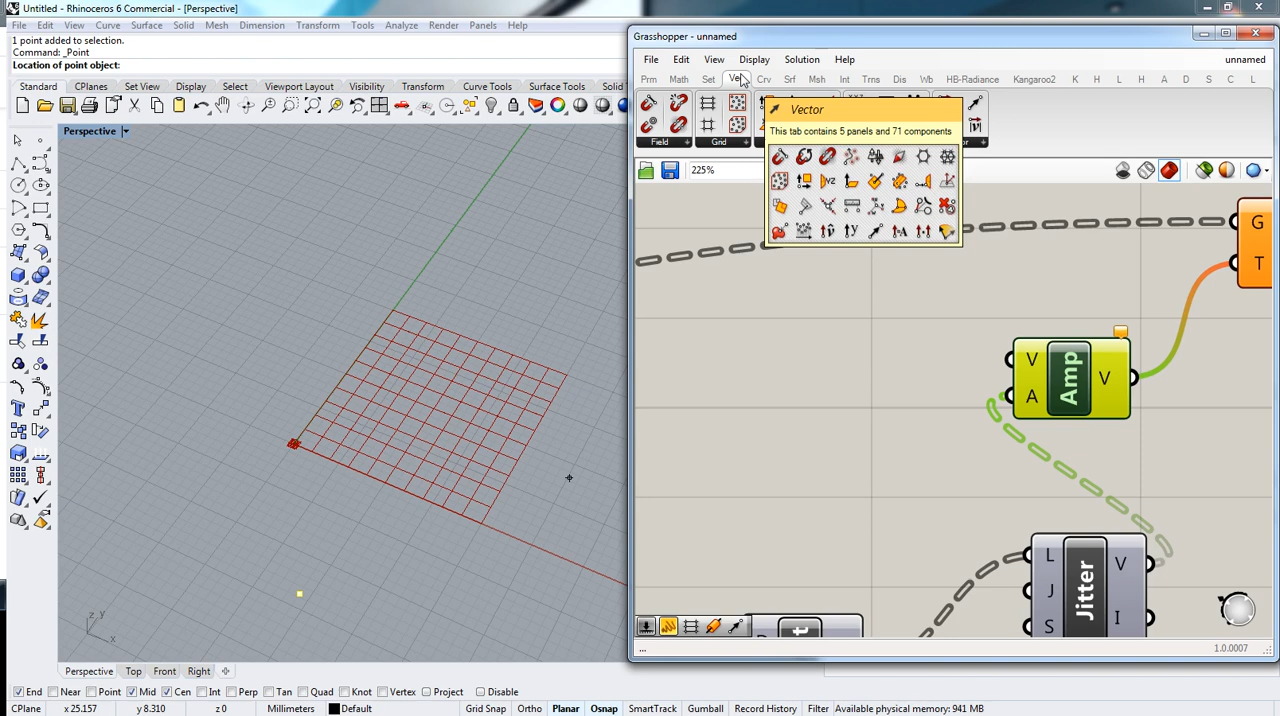 Untitled - Rhinoceros 6 Commercial - [Perspective]
File Edit View Curve Surface Solid Mesh Dimension Transform Tools Analyze Render Panels Help
1 point added to selection.
Command: _Point
Location of point object:
Standard CPlanes Set View Display Select Viewport Layout Visibility Transform Curve Tools Surface Tools Solid To
Perspective
z y
x
Perspective Top Front Right
End Near Point Mid Cen Int Perp Tan Quad Knot Vertex Project Disable
CPlane x 25.157 y 8.310 z 0 Millimeters Default Grid Snap Ortho Planar Osnap SmartTrack Gumball Record History Filter Available physical memory: 941 MB
Grasshopper - unnamed
File Edit View Display Solution Help unnamed
Prm Math Set Vec Crv Srf Msh Int Trns Dis Wb HB-Radiance Kangaroo2 K H L H A D S C L
Field Grid
Vector
This tab contains 5 panels and 71 components
225%
G
T
V
A
Amp
V
L
J
S
Jitter
V
I
...
1.0.0007